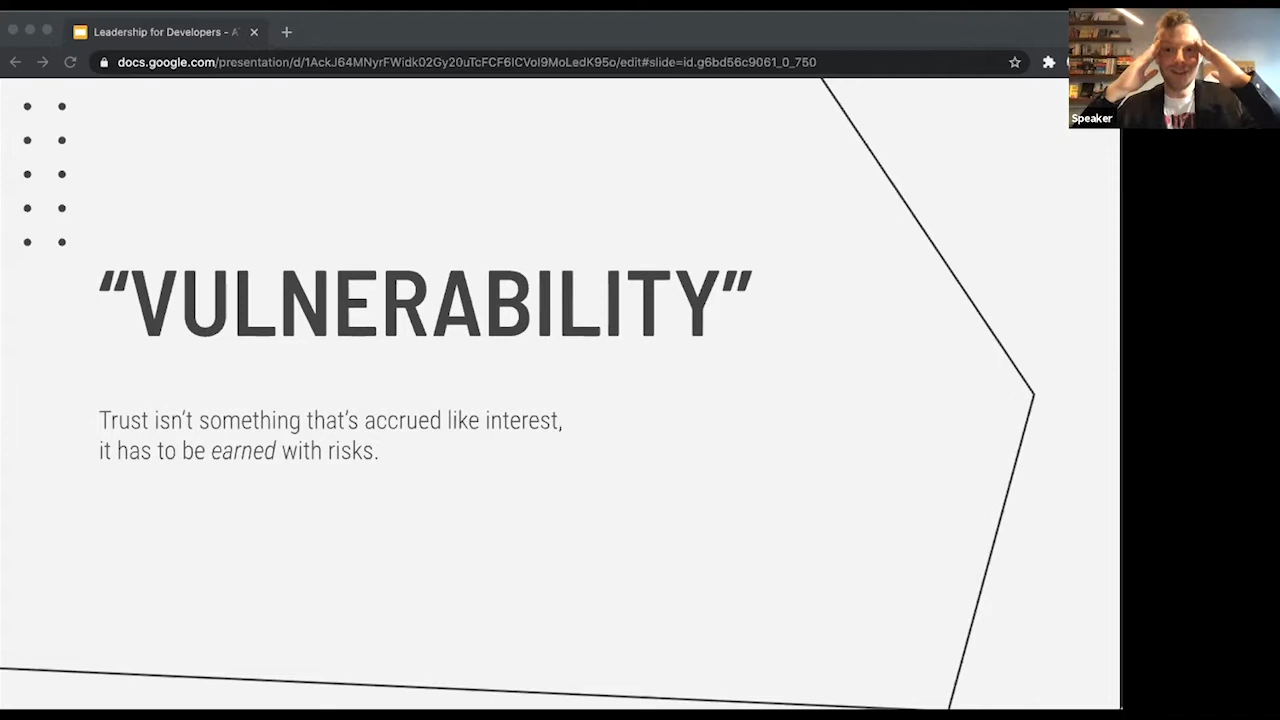 Leadership for Developers - A
docs.google.com/presentation/d/1AckJ64MNyrFWidk02Gy20uTcFCF6ICVoI9MoLedK95o/edit#slide=id.g6bd56c9061_0_750
Speaker
“VULNERABILITY”
Trust isn’t something that’s accrued like interest,
it has to be earned with risks.